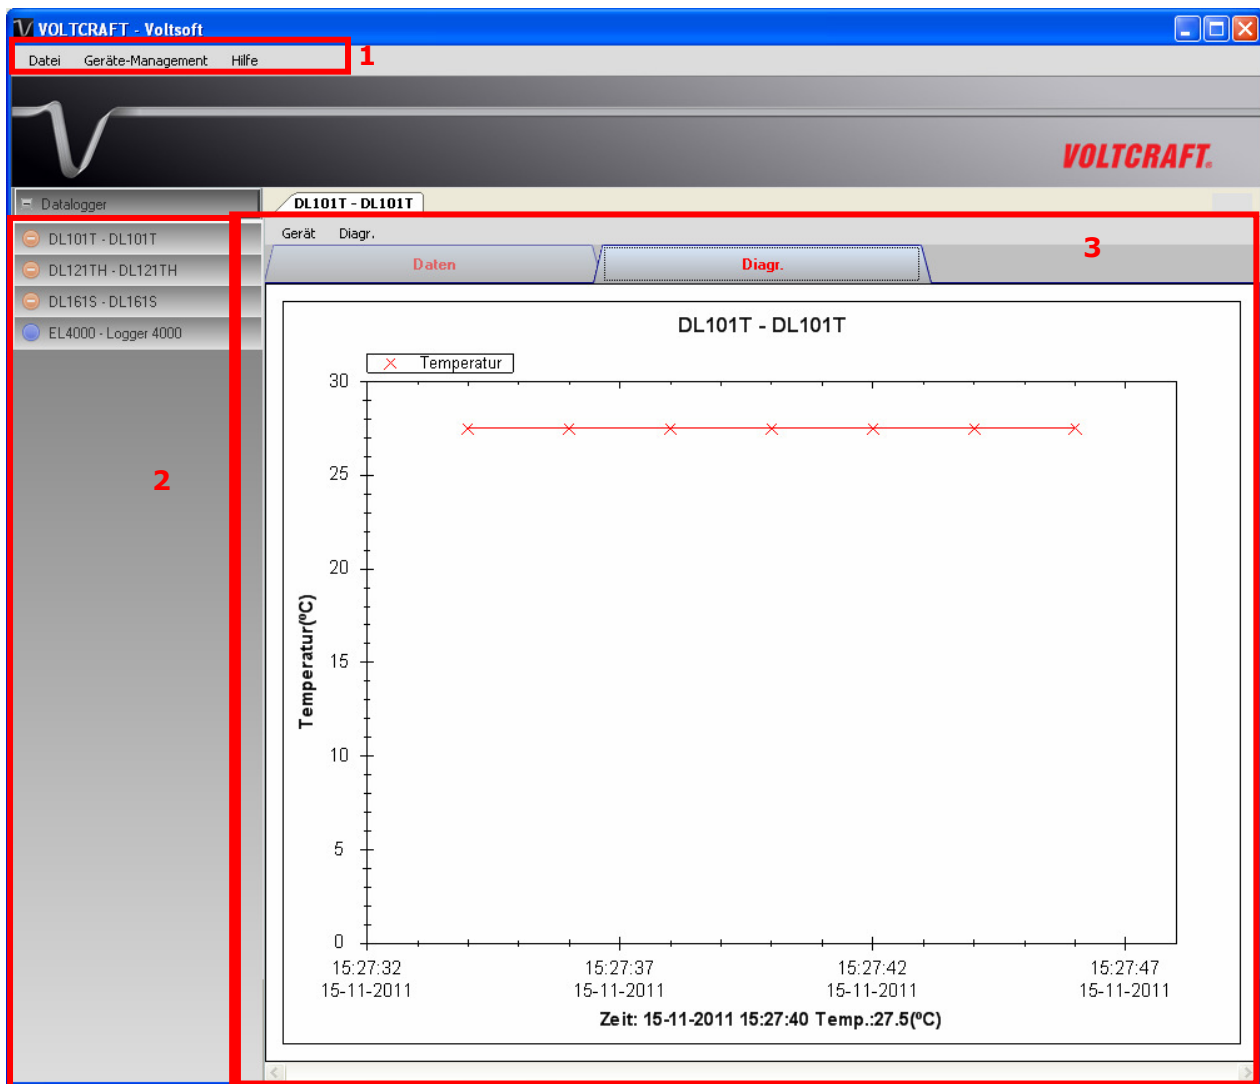 VOLTCRAFT - Voltsoft
Datei Geräte-Management Hilfe
1
VOLTCRAFT®
Datalogger
DL101T - DL101T
DL121TH - DL121TH
DL161S - DL161S
EL4000 - Logger 4000
2
DL101T - DL101T
Gerät Diagr.
3
Daten Diagr.
DL101T - DL101T
Temperatur
30
25
20
15
10
5
0
Temperatur(ºC)
15:27:32 15:27:37 15:27:42 15:27:47
15-11-2011 15-11-2011 15-11-2011 15-11-2011
Zeit: 15-11-2011 15:27:40 Temp.:27.5(ºC)